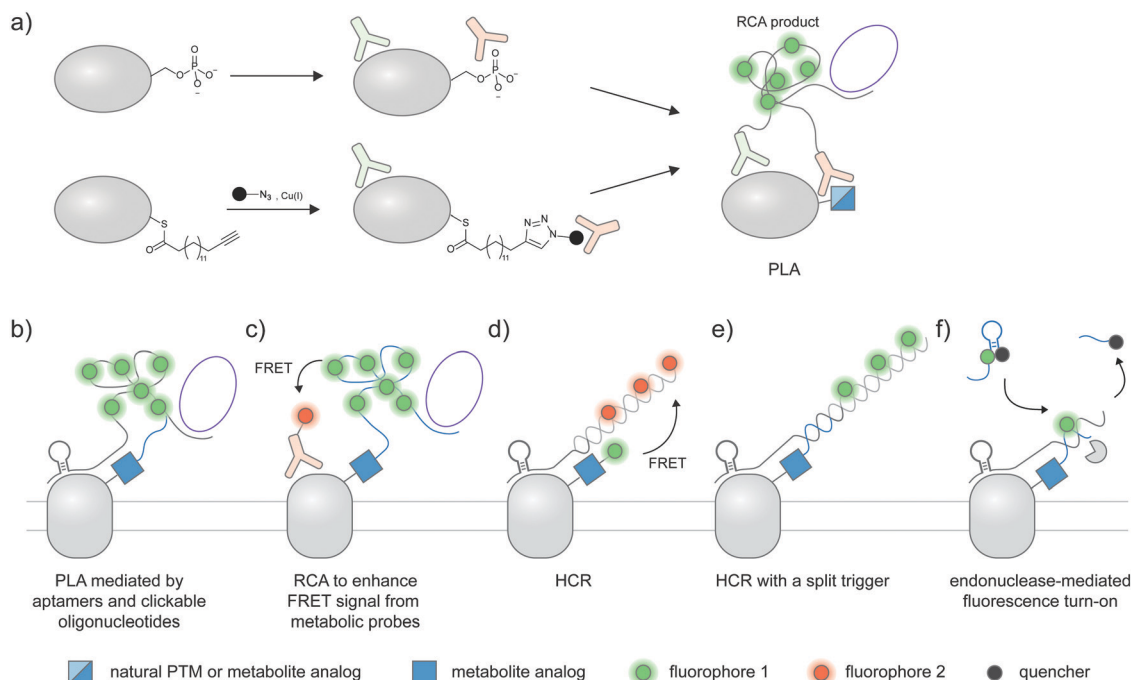 a)
RCA product
O
O
P
O⁻
O
−
O
O
P
O⁻
O
−
N₃ , Cu(I)
S
O
11
S
O
11
N
N
N
PLA
b)
c)
d)
e)
f)
FRET
FRET
PLA mediated by
aptamers and clickable
oligonucleotides
RCA to enhance
FRET signal from
metabolic probes
HCR
HCR with a split trigger
endonuclease-mediated
fluorescence turn-on
natural PTM or metabolite analog
metabolite analog
fluorophore 1
fluorophore 2
quencher